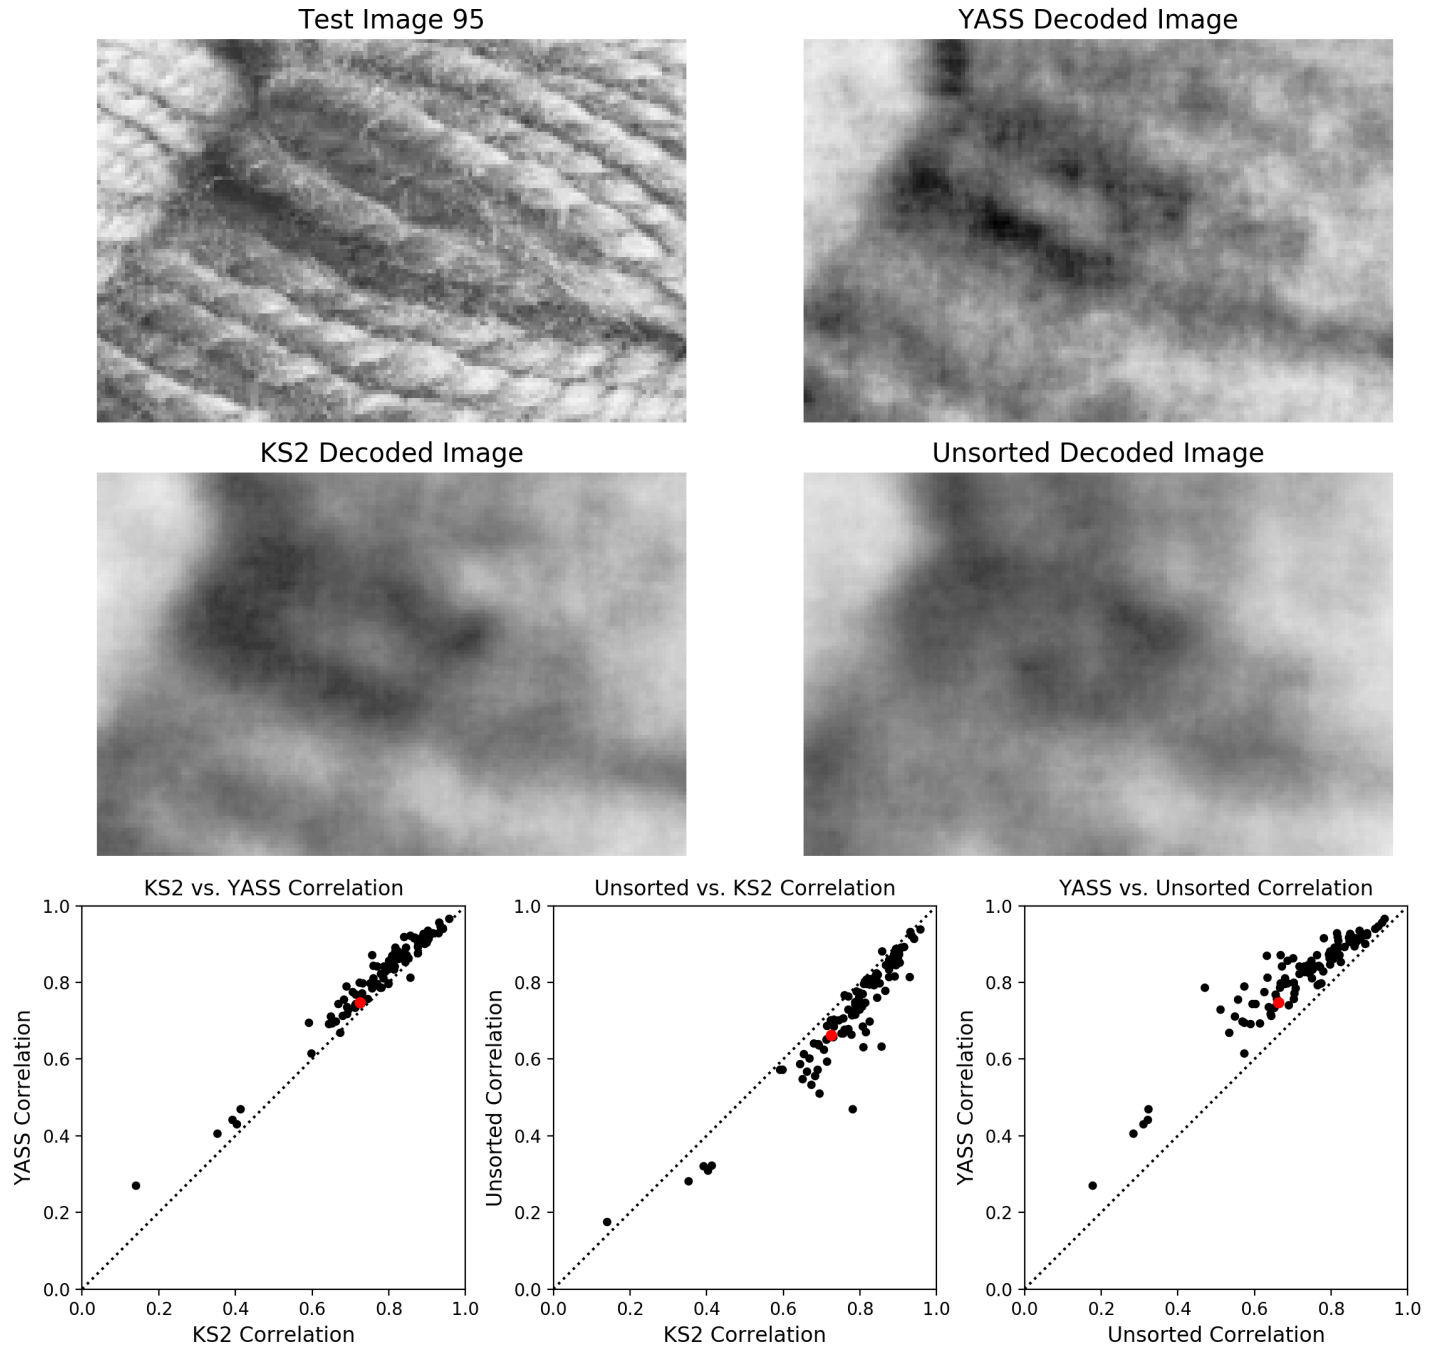 Test Image 95
YASS Decoded Image
KS2 Decoded Image
Unsorted Decoded Image
KS2 vs. YASS Correlation
YASS Correlation
1.0
0.8
0.6
0.4
0.2
0.0
0.0 0.2 0.4 0.6 0.8 1.0
KS2 Correlation
Unsorted vs. KS2 Correlation
Unsorted Correlation
1.0
0.8
0.6
0.4
0.2
0.0
0.0 0.2 0.4 0.6 0.8 1.0
KS2 Correlation
YASS vs. Unsorted Correlation
YASS Correlation
1.0
0.8
0.6
0.4
0.2
0.0
0.0 0.2 0.4 0.6 0.8 1.0
Unsorted Correlation